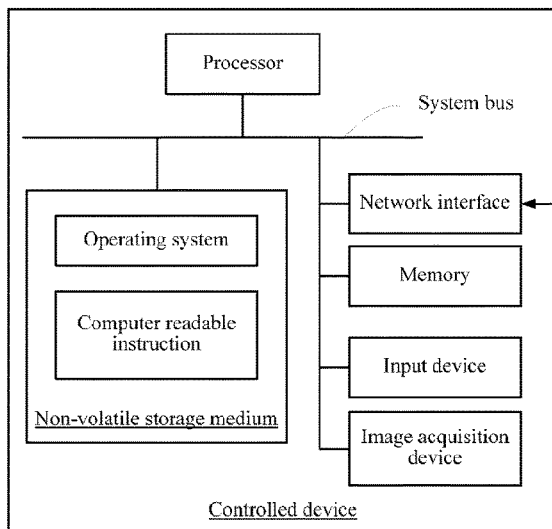 Processor
System bus
Operating system
Computer readable
instruction
Non-volatile storage medium
Network interface
Memory
Input device
Image acquisition
device
Controlled device